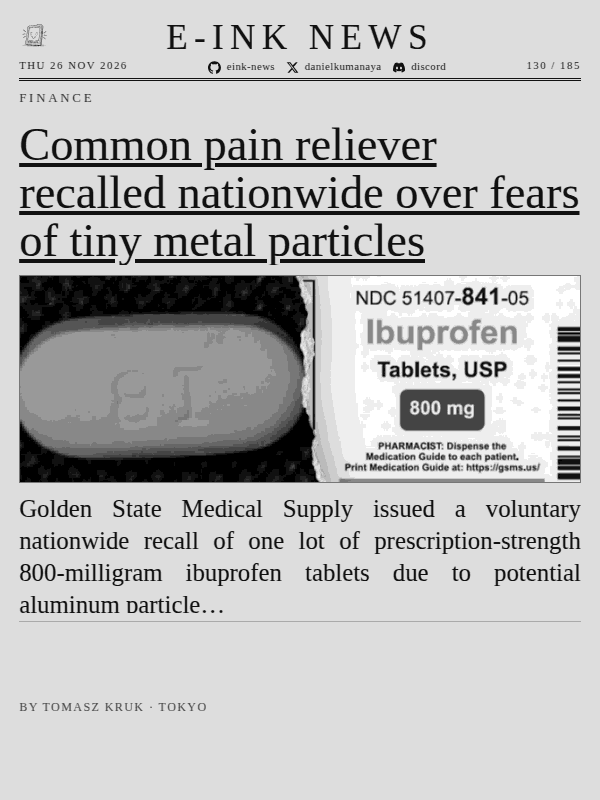 E-INK NEWS
THU 26 NOV 2026
eink-news danielkumanaya discord
130 / 185
FINANCE
Common pain reliever
recalled nationwide over fears
of tiny metal particles
NDC 51407-841-05
Ibuprofen
Tablets, USP
800 mg
PHARMACIST: Dispense the
Medication Guide to each patient.
Print Medication Guide at: https://gsms.us/
Golden State Medical Supply issued a voluntary
nationwide recall of one lot of prescription-strength
800-milligram ibuprofen tablets due to potential
aluminum particle…
BY TOMASZ KRUK · TOKYO